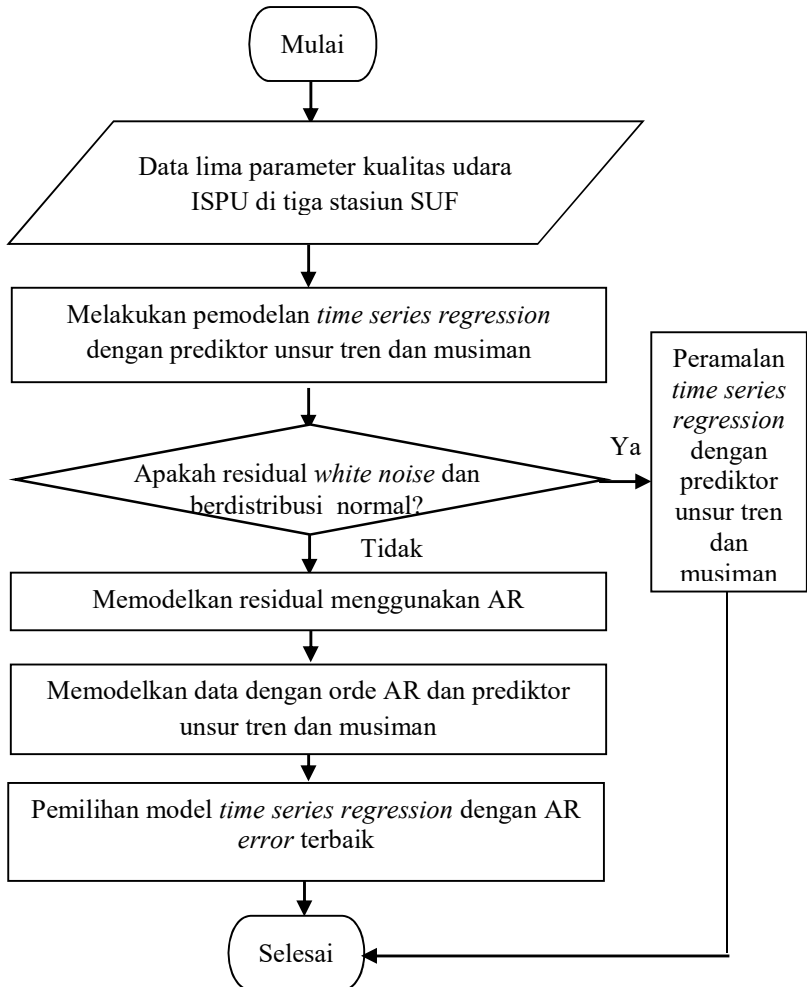 Mulai
Data lima parameter kualitas udara
ISPU di tiga stasiun SUF
Melakukan pemodelan time series regression
dengan prediktor unsur tren dan musiman
Apakah residual white noise dan
berdistribusi normal?
Ya
Peramalan
time series
regression
dengan
prediktor
unsur tren
dan
musiman
Tidak
Memodelkan residual menggunakan AR
Memodelkan data dengan orde AR dan prediktor
unsur tren dan musiman
Pemilihan model time series regression dengan AR
error terbaik
Selesai